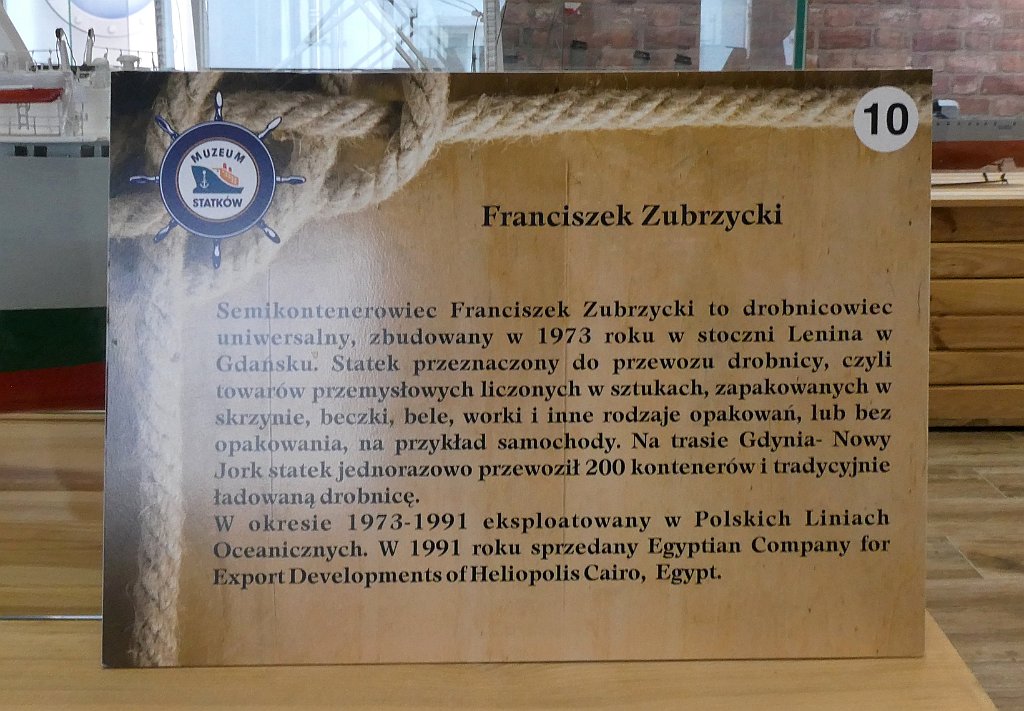 10
MUZEUM
STATKÓW
Franciszek Zubrzycki
Semikontenerowiec Franciszek Zubrzycki to drobnicowiec
uniwersalny, zbudowany w 1973 roku w stoczni Lenina w
Gdańsku. Statek przeznaczony do przewozu drobnicy, czyli
towarów przemysłowych liczonych w sztukach, zapakowanych w
skrzynie, beczki, bele, worki i inne rodzaje opakowań, lub bez
opakowania, na przykład samochody. Na trasie Gdynia- Nowy
Jork statek jednorazowo przewoził 200 kontenerów i tradycyjnie
ładowaną drobnicę.
W okresie 1973-1991 eksploatowany w Polskich Liniach
Oceanicznych. W 1991 roku sprzedany Egyptian Company for
Export Developments of Heliopolis Cairo, Egypt.